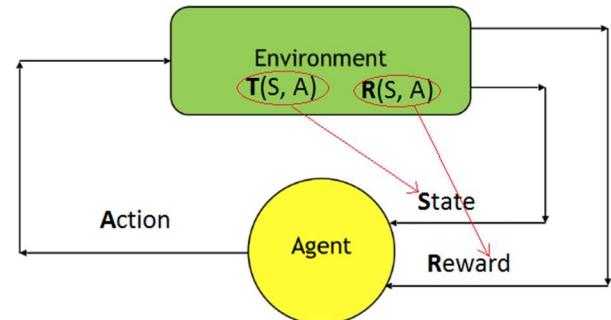 Environment
T(S, A) R(S, A)
State
Action
Agent
Reward